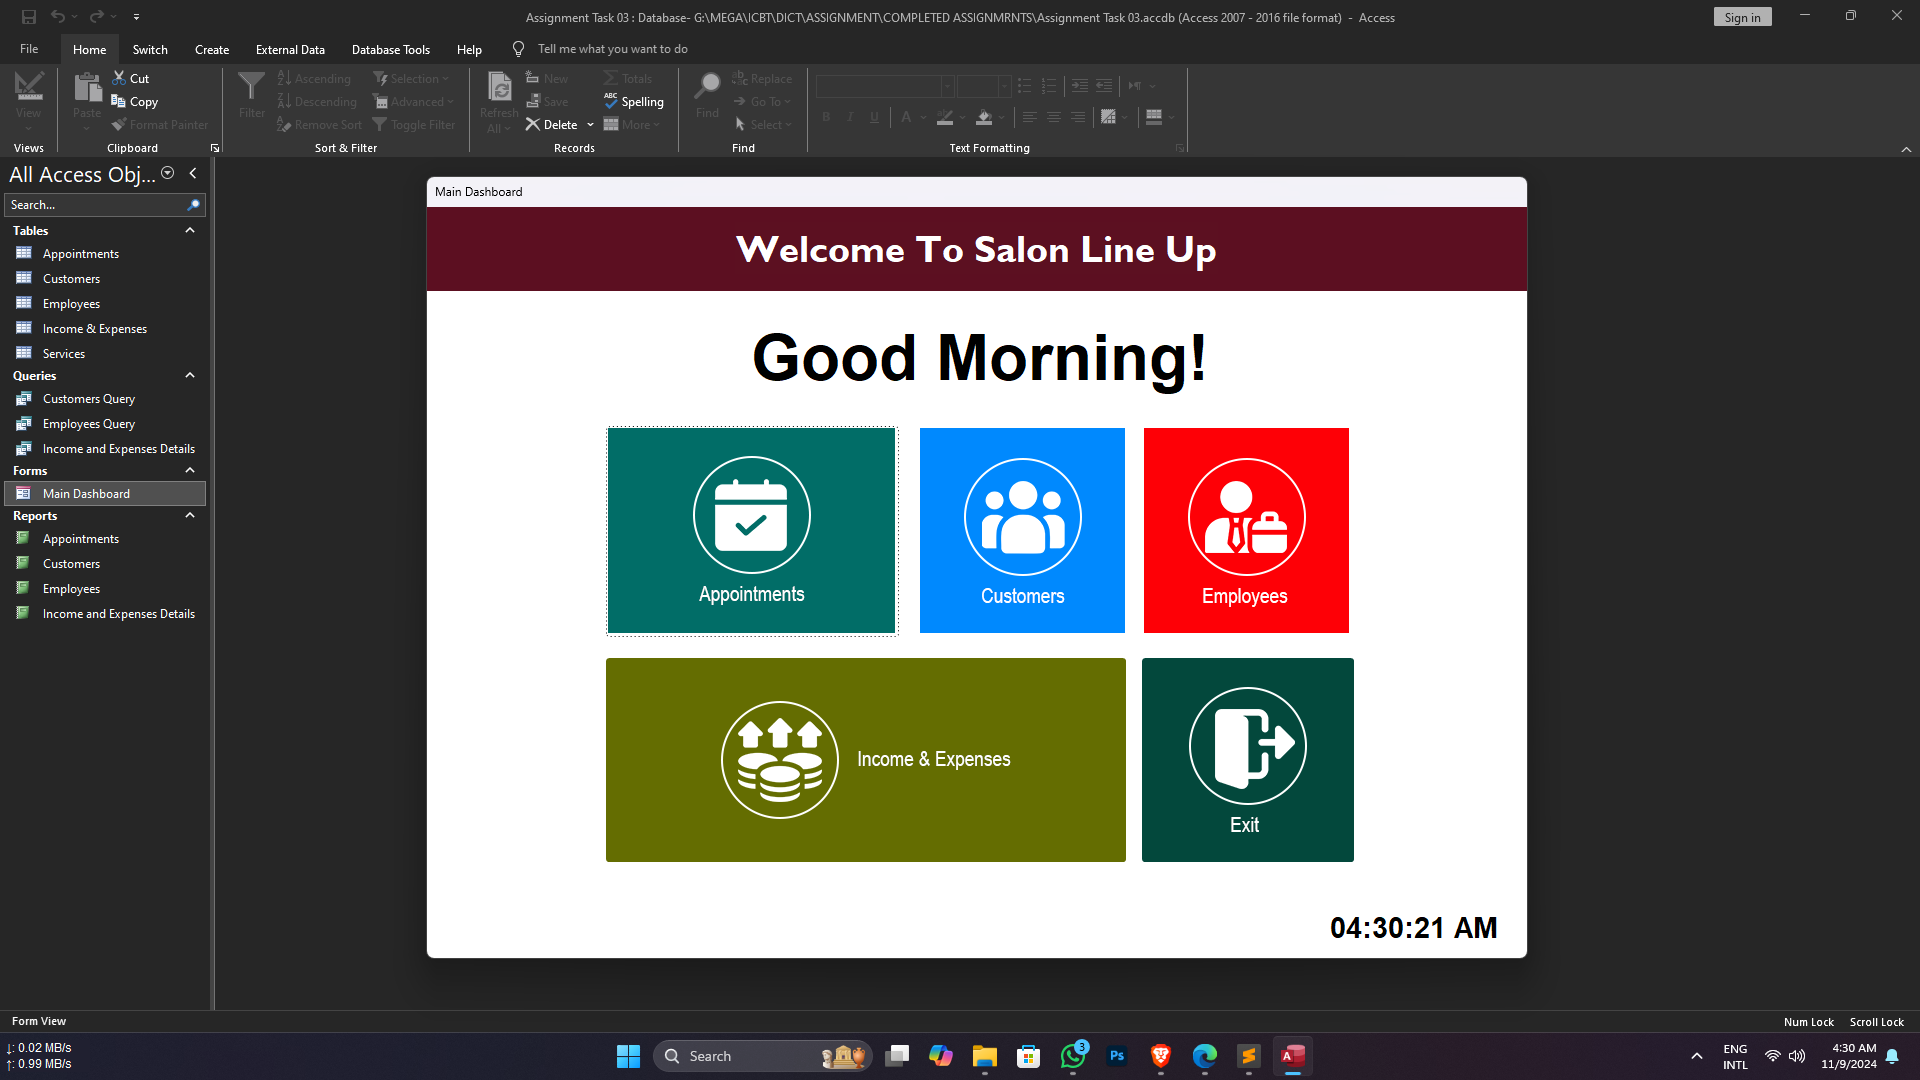 Assignment Task 03 : Database- G:\MEGA\ICBT\DICT\ASSIGNMENT\COMPLETED ASSIGNMRNTS\Assignment Task 03.accdb (Access 2007 - 2016 file format) - Access
Sign in
File
Home
Switch
Create
External Data
Database Tools
Help
Tell me what you want to do
View
Views
Paste
Cut
Copy
Format Painter
Clipboard
Filter
Ascending
Descending
Remove Sort
Selection
Advanced
Toggle Filter
Sort & Filter
Refresh
All
New
Save
Delete
Totals
Spelling
More
Records
Find
Replace
Go To
Select
Find
B I U
A
Text Formatting
All Access Obj...
Search...
Tables
Appointments
Customers
Employees
Income & Expenses
Services
Queries
Customers Query
Employees Query
Income and Expenses Details
Forms
Main Dashboard
Reports
Appointments
Customers
Employees
Income and Expenses Details
Main Dashboard
Welcome To Salon Line Up
Good Morning!
Appointments
Customers
Employees
Income & Expenses
Exit
04:30:21 AM
Form View
Num Lock
Scroll Lock
↓: 0.02 MB/s
↑: 0.99 MB/s
Search
3
Ps
A
ENG
INTL
4:30 AM
11/9/2024